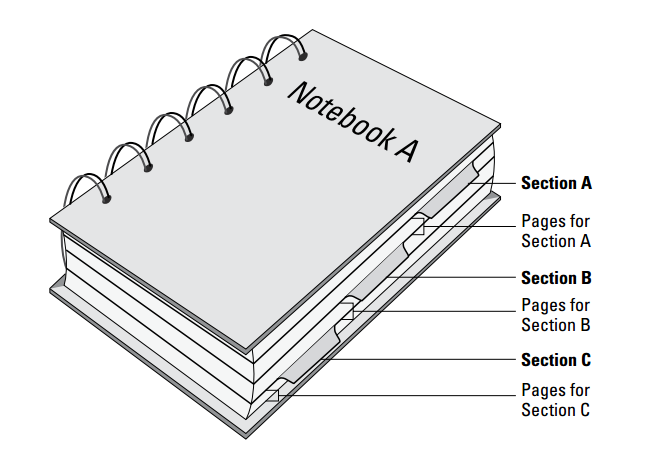 Notebook A
Section A
Pages for
Section A
Section B
Pages for
Section B
Section C
Pages for
Section C